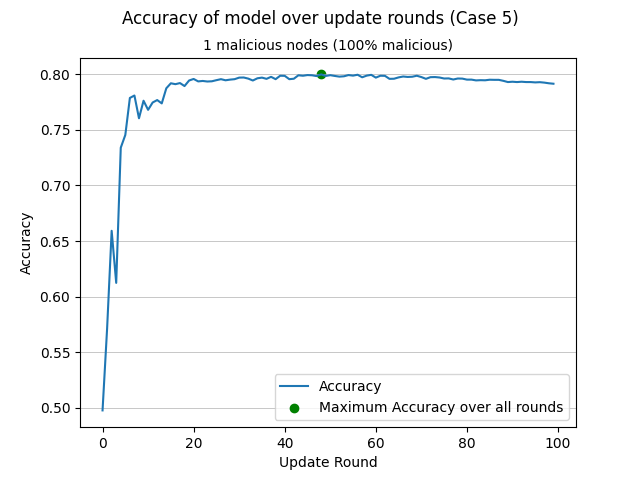 Accuracy of model over update rounds (Case 5)
1 malicious nodes (100% malicious)
0.80
0.75
0.70
0.65
0.60
0.55
0.50
Accuracy
Accuracy
Maximum Accuracy over all rounds
0 20 40 60 80 100
Update Round